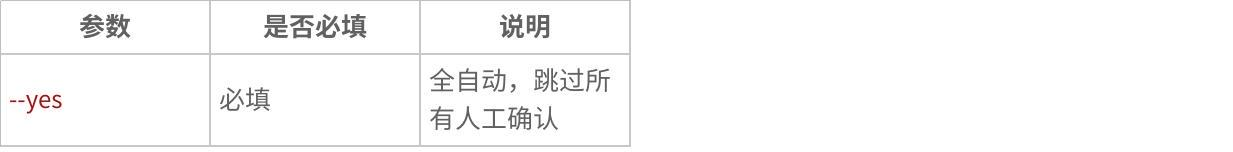 参数 是否必填 说明
--yes 必填 全自动，跳过所
有人工确认